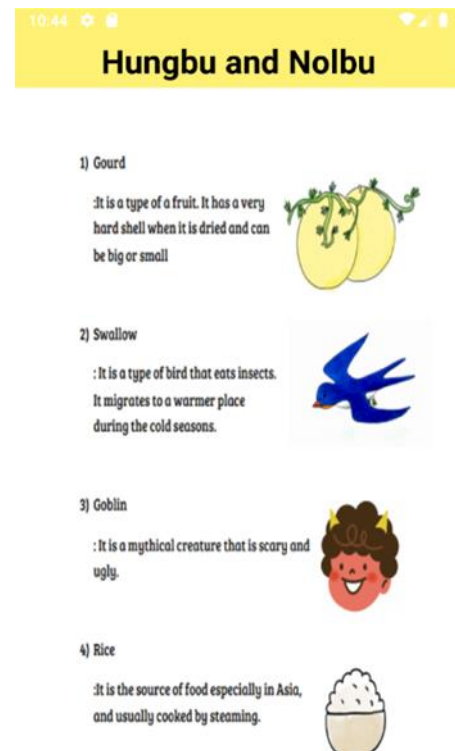 10:44
Hungbu and Nolbu
1) Gourd
:It is a type of a fruit. It has a very
hard shell when it is dried and can
be big or small
2) Swallow
: It is a type of bird that eats insects.
It migrates to a warmer place
during the cold seasons.
3) Goblin
: It is a mythical creature that is scary and
ugly.
4) Rice
:It is the source of food especially in Asia,
and usually cooked by steaming.